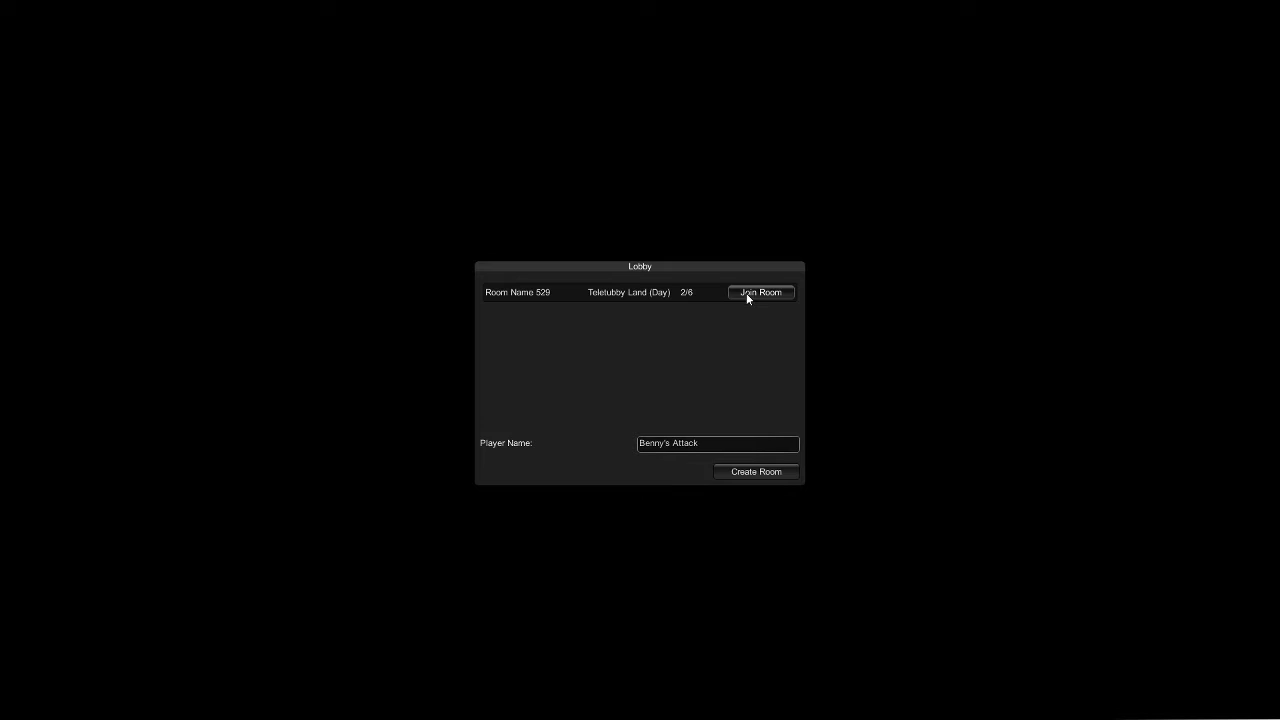 Lobby
Room Name 529 Teletubby Land (Day) 2/6 Join Room
Player Name: Benny's Attack
Create Room